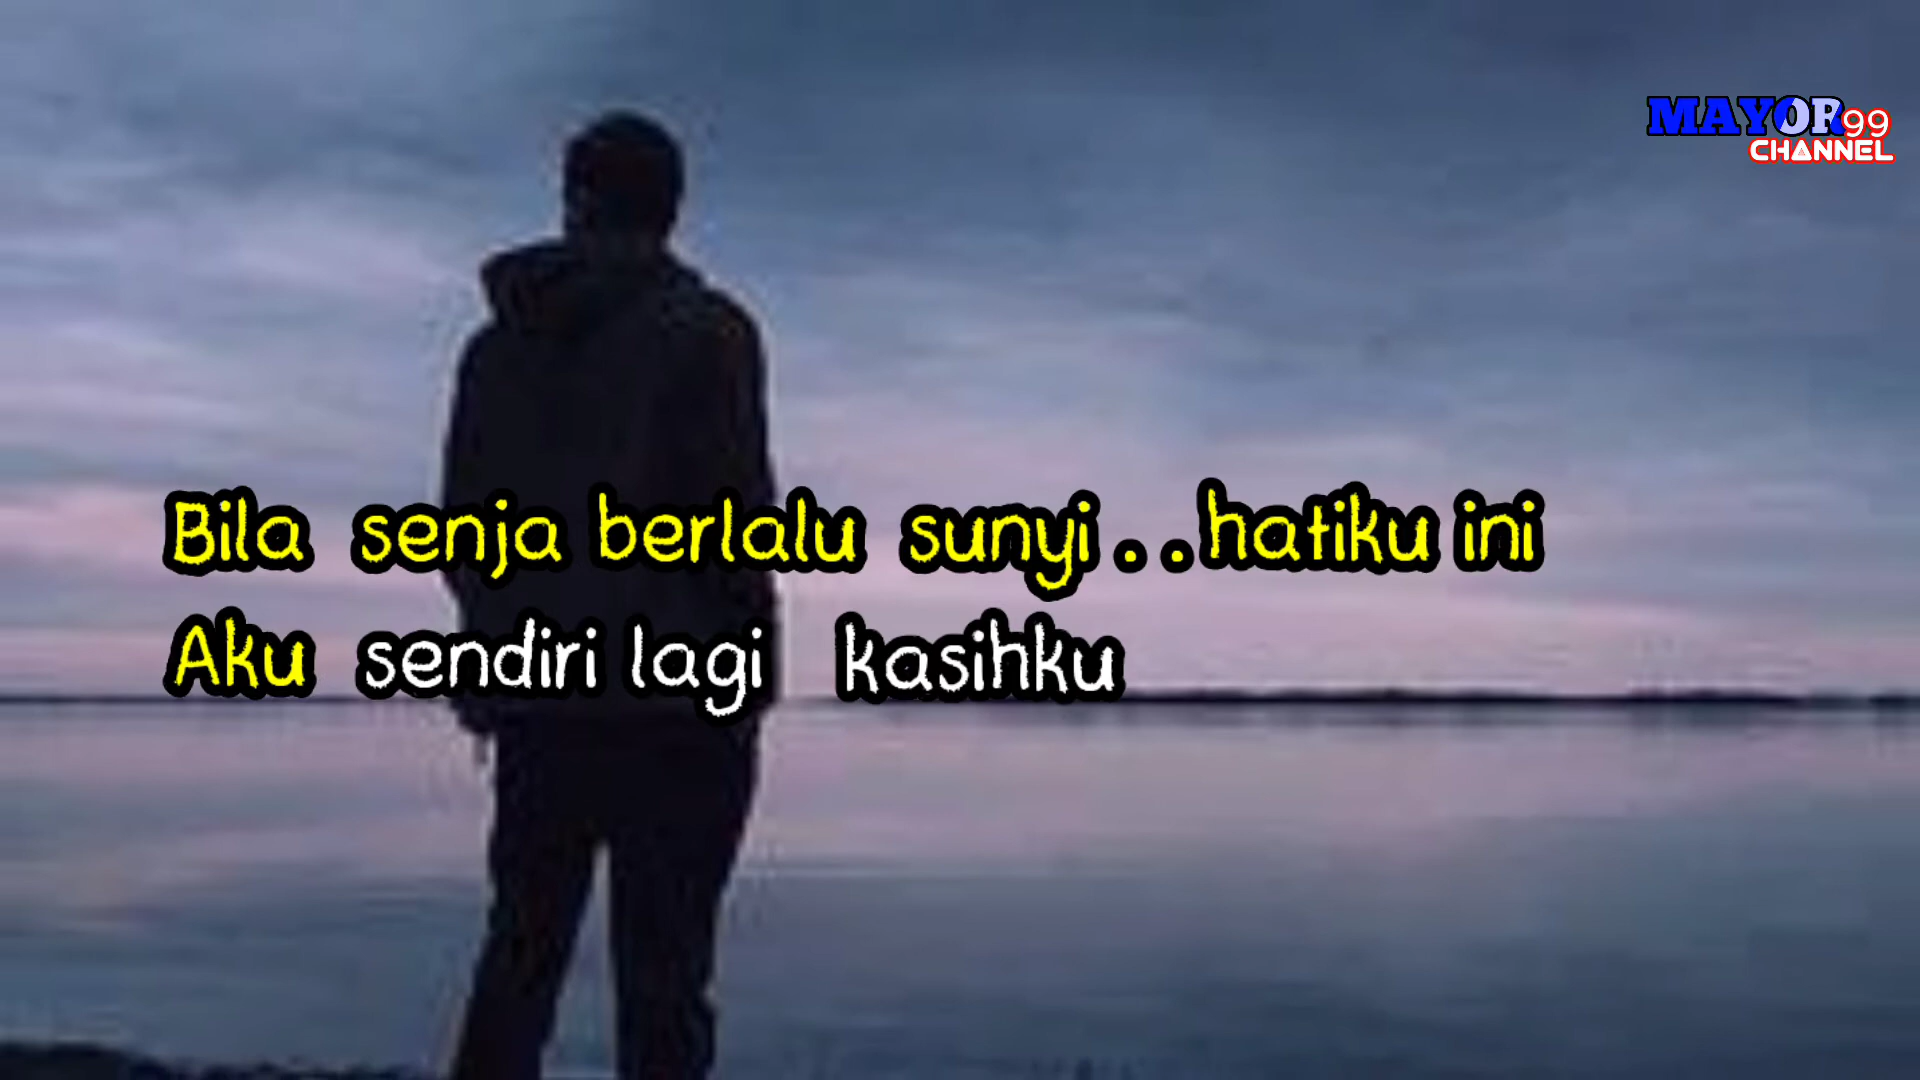 MAYOR99
CHANNEL
Bila senja berlalu sunyi . . hatiku ini
Aku sendiri lagi kasihku